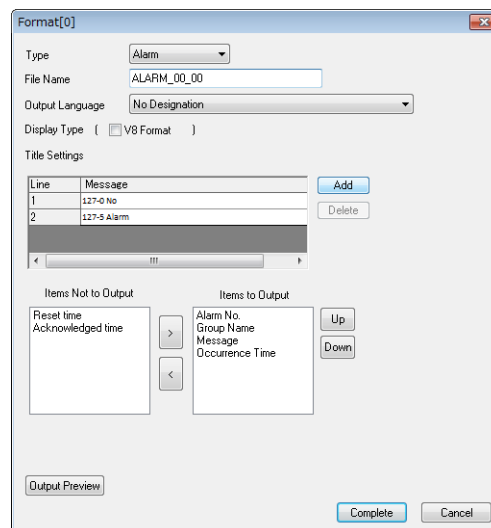 Format[0]
Type
Alarm
File Name
ALARM_00_00
Output Language
No Designation
Display Type [ V8 Format ]
Title Settings
Line Message
1 127-0 No
2 127-5 Alarm
Add
Delete
Items Not to Output
Items to Output
Reset time
Acknowledged time
>
<
Alarm No.
Group Name
Message
Occurrence Time
Up
Down
Output Preview
Complete
Cancel